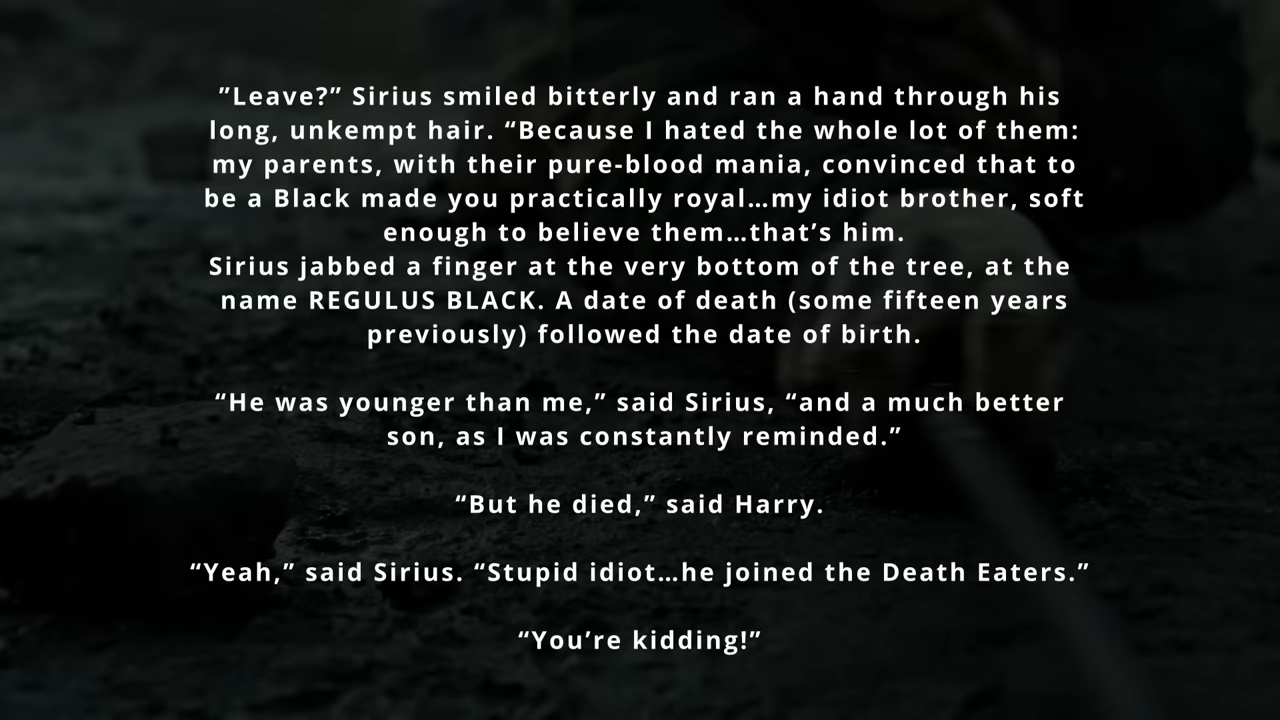 ”Leave?” Sirius smiled bitterly and ran a hand through his
long, unkempt hair. “Because I hated the whole lot of them:
my parents, with their pure-blood mania, convinced that to
be a Black made you practically royal…my idiot brother, soft
enough to believe them…that’s him.
Sirius jabbed a finger at the very bottom of the tree, at the
name REGULUS BLACK. A date of death (some fifteen years
previously) followed the date of birth.
“He was younger than me,” said Sirius, “and a much better
son, as I was constantly reminded.”
“But he died,” said Harry.
“Yeah,” said Sirius. “Stupid idiot…he joined the Death Eaters.”
“You’re kidding!”